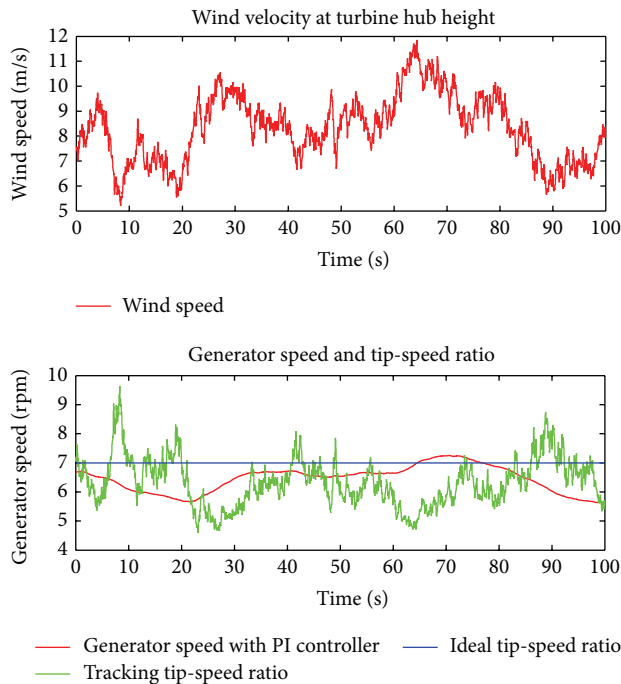 Wind velocity at turbine hub height
12
11
10
9
8
7
6
5
Wind speed (m/s)
0 10 20 30 40 50 60 70 80 90 100
Time (s)
Wind speed
Generator speed and tip-speed ratio
10
9
8
7
6
5
4
Generator speed (rpm)
0 10 20 30 40 50 60 70 80 90 100
Time (s)
Generator speed with PI controller
Ideal tip-speed ratio
Tracking tip-speed ratio